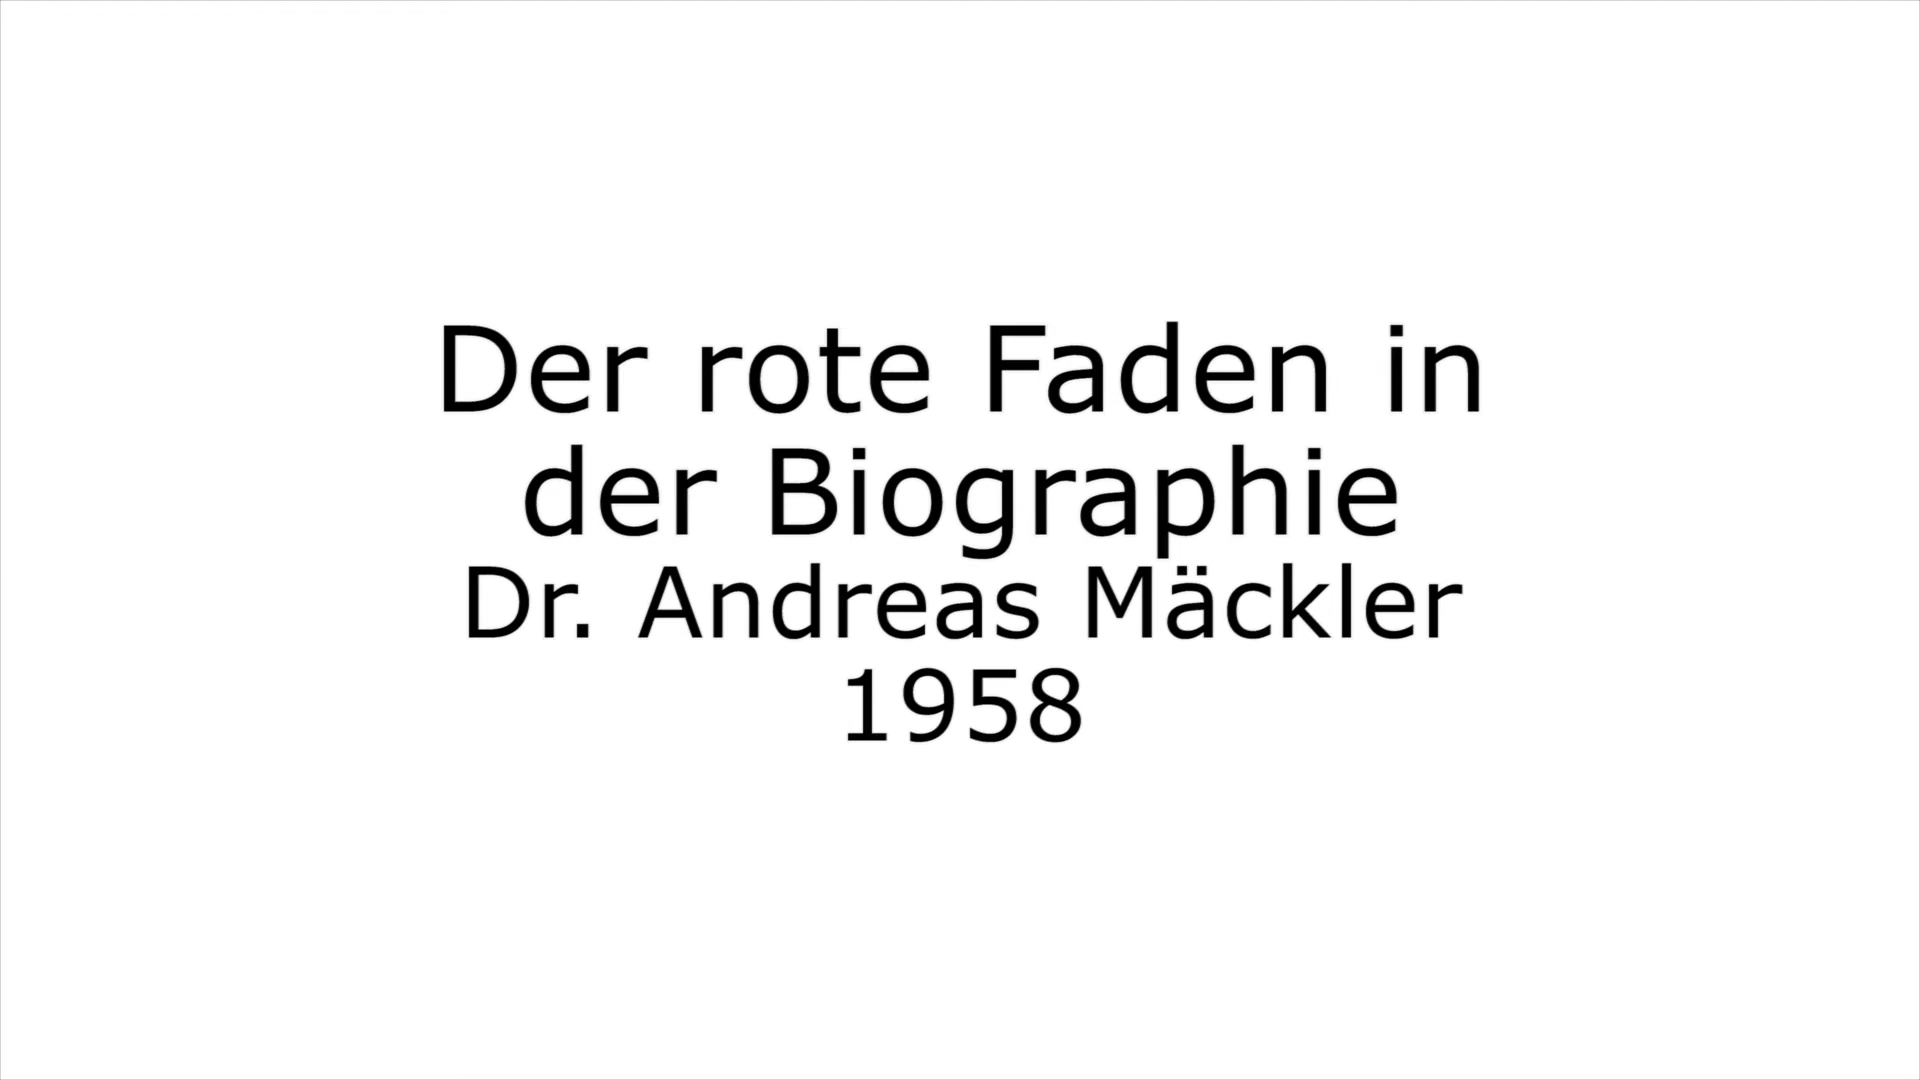 Der rote Faden in
der Biographie
Dr. Andreas Mäckler
1958